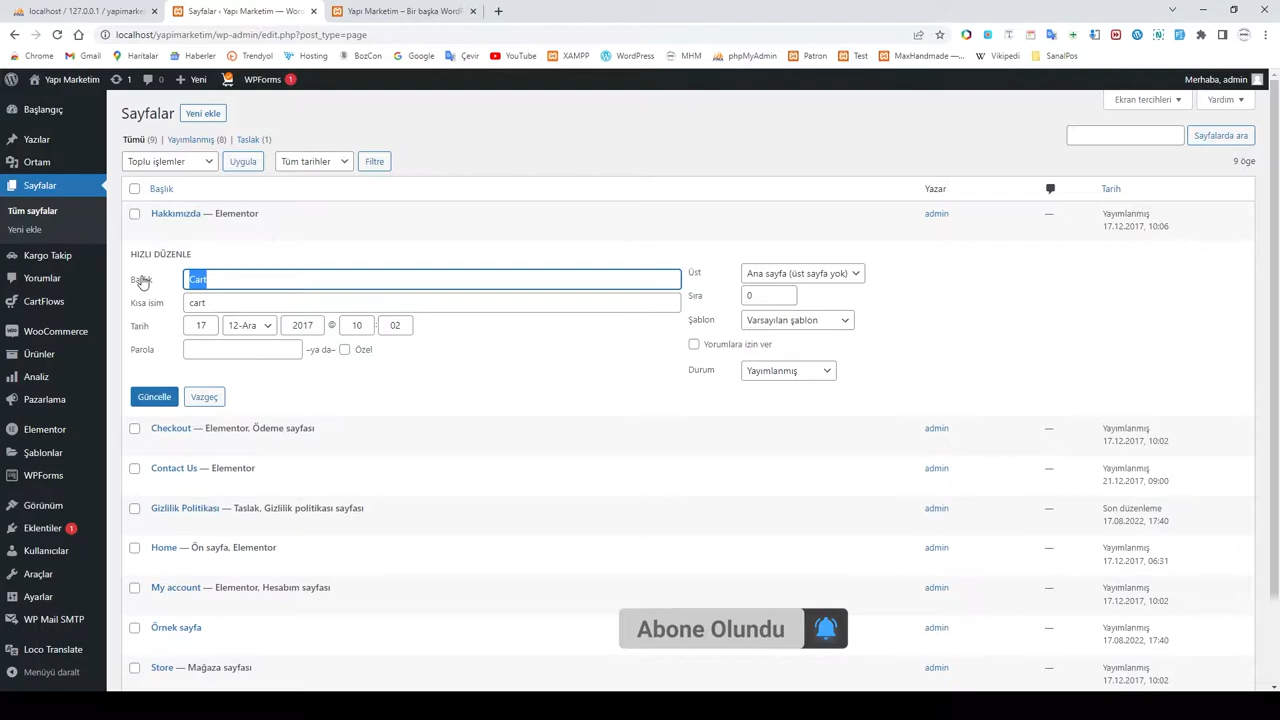 localhost / 127.0.0.1 / yapimarke
Sayfalar ‹ Yapı Marketim — Wor
Yapı Marketim – Bir başka WordP
localhost/yapimarketim/wp-admin/edit.php?post_type=page
Chrome
Gmail
Haritalar
Haberler
Trendyol
Hosting
BozCon
Gmail
YouTube
XAMPP
WordPress
MHM
phpMyAdmin
Patron
Test
MaxHandmade —...
Vikipedi
SanalPos
Yapı Marketim
1
0
Yeni
WPForms 1
Merhaba, admin
Başlangıç
Yazılar
Ortam
Sayfalar
Tüm sayfalar
Yeni ekle
Kargo Takip
Yorumlar
CartFlows
WooCommerce
Ürünler
Analiz
Pazarlama
Elementor
Şablonlar
WPForms
Görünüm
Eklentiler 1
Kullanıcılar
Araçlar
Ayarlar
WP Mail SMTP
Loco Translate
Menüyü daralt
Ekran tercihleri
Yardım
Sayfalar
Yeni ekle
Tümü (9) | Yayımlanmış (8) | Taslak (1)
Sayfalarda ara
Toplu işlemler
Uygula
Tüm tarihler
Filtre
9 öge
Başlık
Yazar
Tarih
Hakkımızda — Elementor
admin
—
Yayımlanmış
17.12.2017, 10:06
HIZLI DÜZENLE
Cart
Kısa isim
cart
Tarih
17
12-Ara
2017
@
10
:
02
Parola
–ya da–
Özel
Üst
Ana sayfa (üst sayfa yok)
Sıra
0
Şablon
Varsayılan şablon
Yorumlara izin ver
Durum
Yayımlanmış
Güncelle
Vazgeç
Checkout — Elementor, Ödeme sayfası
admin
—
Yayımlanmış
17.12.2017, 10:02
Contact Us — Elementor
admin
—
Yayımlanmış
21.12.2017, 09:00
Gizlilik Politikası — Taslak, Gizlilik politikası sayfası
admin
—
Son düzenleme
17.08.2022, 17:40
Home — Ön sayfa, Elementor
admin
—
Yayımlanmış
17.12.2017, 06:31
My account — Elementor, Hesabım sayfası
admin
—
Yayımlanmış
17.12.2017, 10:02
Örnek sayfa
admin
—
Yayımlanmış
17.08.2022, 17:40
Store — Mağaza sayfası
admin
—
Yayımlanmış
17.12.2017, 10:02
Abone Olundu